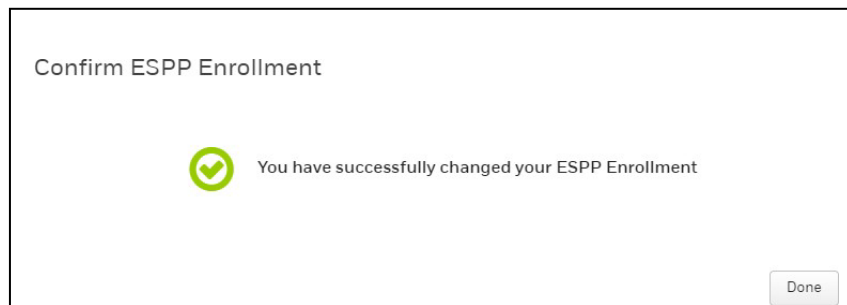 Confirm ESPP Enrollment
You have successfully changed your ESPP Enrollment
Done